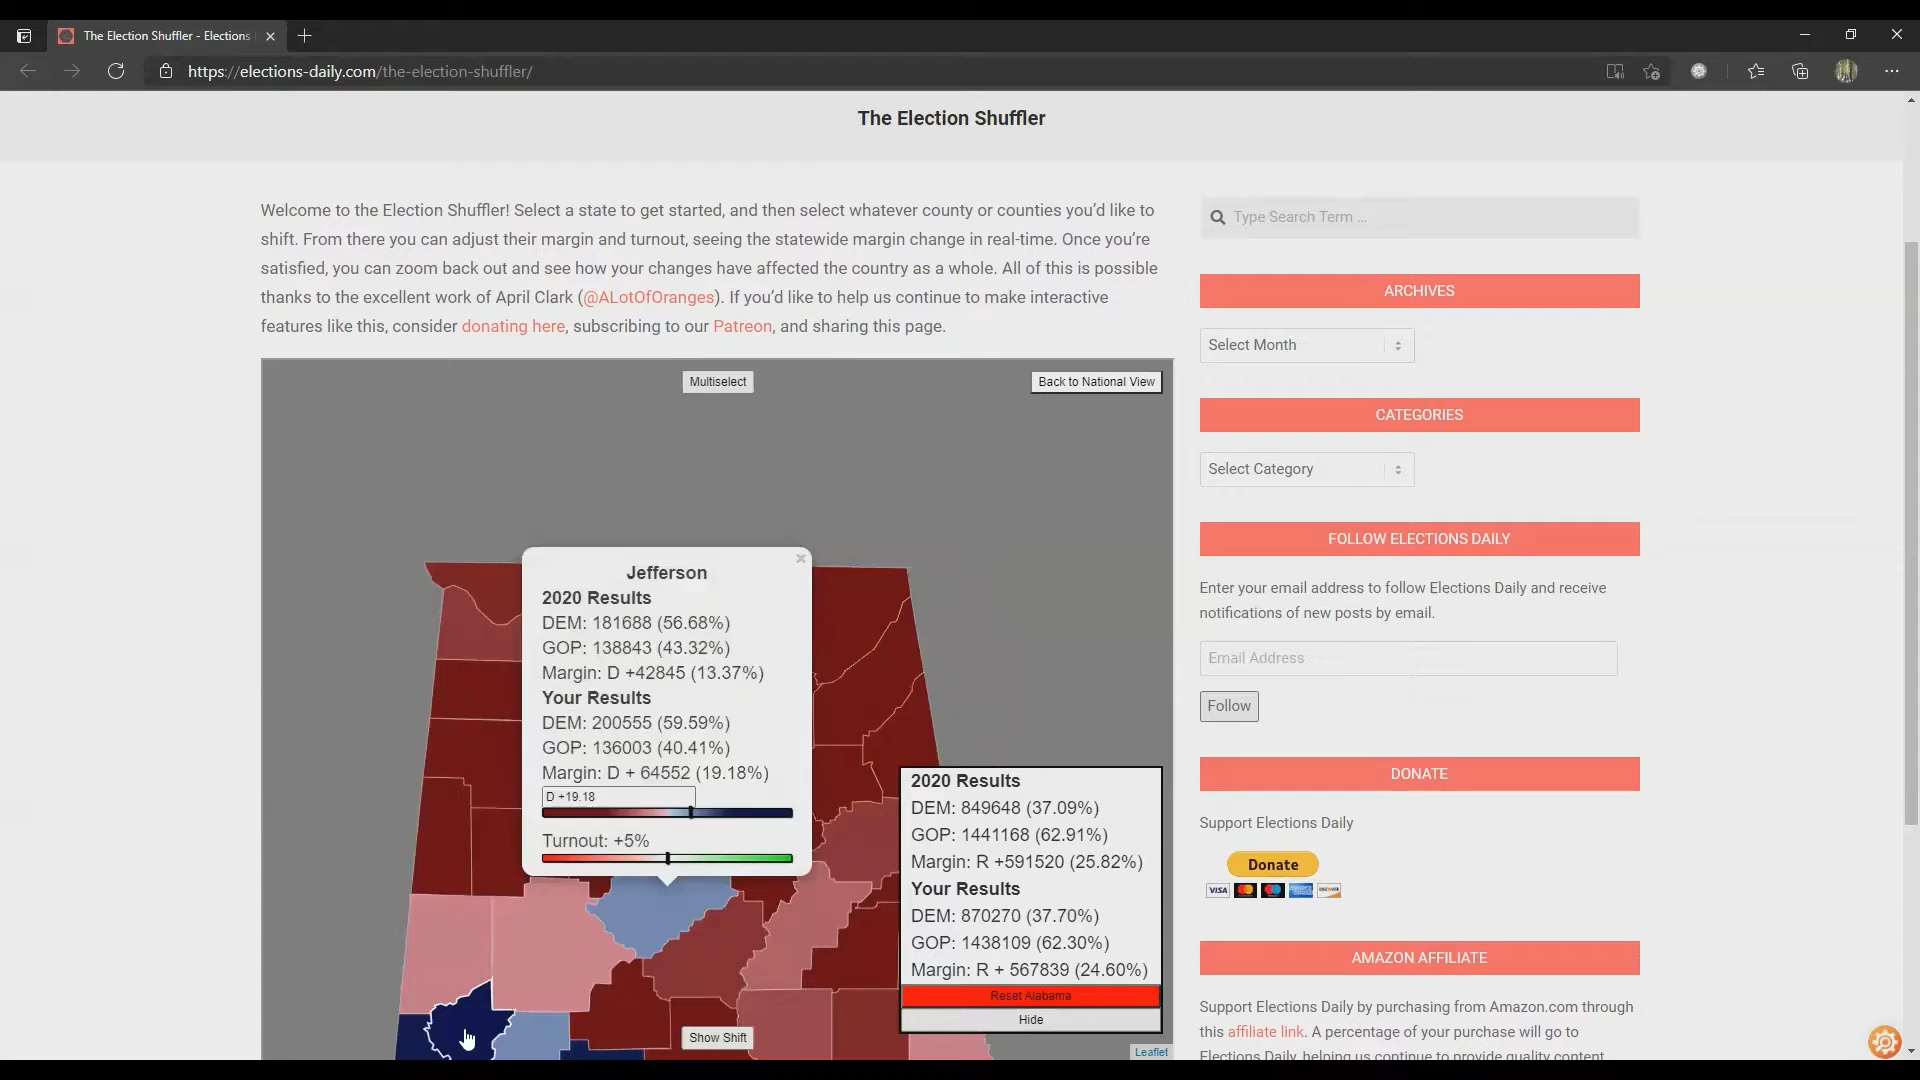 The Election Shuffler - Elections
https://elections-daily.com/the-election-shuffler/
The Election Shuffler
Welcome to the Election Shuffler! Select a state to get started, and then select whatever county or counties you’d like to
shift. From there you can adjust their margin and turnout, seeing the statewide margin change in real-time. Once you’re
satisfied, you can zoom back out and see how your changes have affected the country as a whole. All of this is possible
thanks to the excellent work of April Clark (@ALotOfOranges). If you’d like to help us continue to make interactive
features like this, consider donating here, subscribing to our Patreon, and sharing this page.
Multiselect
Back to National View
Jefferson
2020 Results
DEM: 181688 (56.68%)
GOP: 138843 (43.32%)
Margin: D +42845 (13.37%)
Your Results
DEM: 200555 (59.59%)
GOP: 136003 (40.41%)
Margin: D + 64552 (19.18%)
D +19.18
Turnout: +5%
2020 Results
DEM: 849648 (37.09%)
GOP: 1441168 (62.91%)
Margin: R +591520 (25.82%)
Your Results
DEM: 870270 (37.70%)
GOP: 1438109 (62.30%)
Margin: R + 567839 (24.60%)
Reset Alabama
Hide
Show Shift
Leaflet
Type Search Term ...
ARCHIVES
Select Month
CATEGORIES
Select Category
FOLLOW ELECTIONS DAILY
Enter your email address to follow Elections Daily and receive
notifications of new posts by email.
Email Address
Follow
DONATE
Support Elections Daily
Donate
VISA
DISCOVER
AMAZON AFFILIATE
Support Elections Daily by purchasing from Amazon.com through
this affiliate link. A percentage of your purchase will go to
Elections Daily, helping us continue to provide quality content